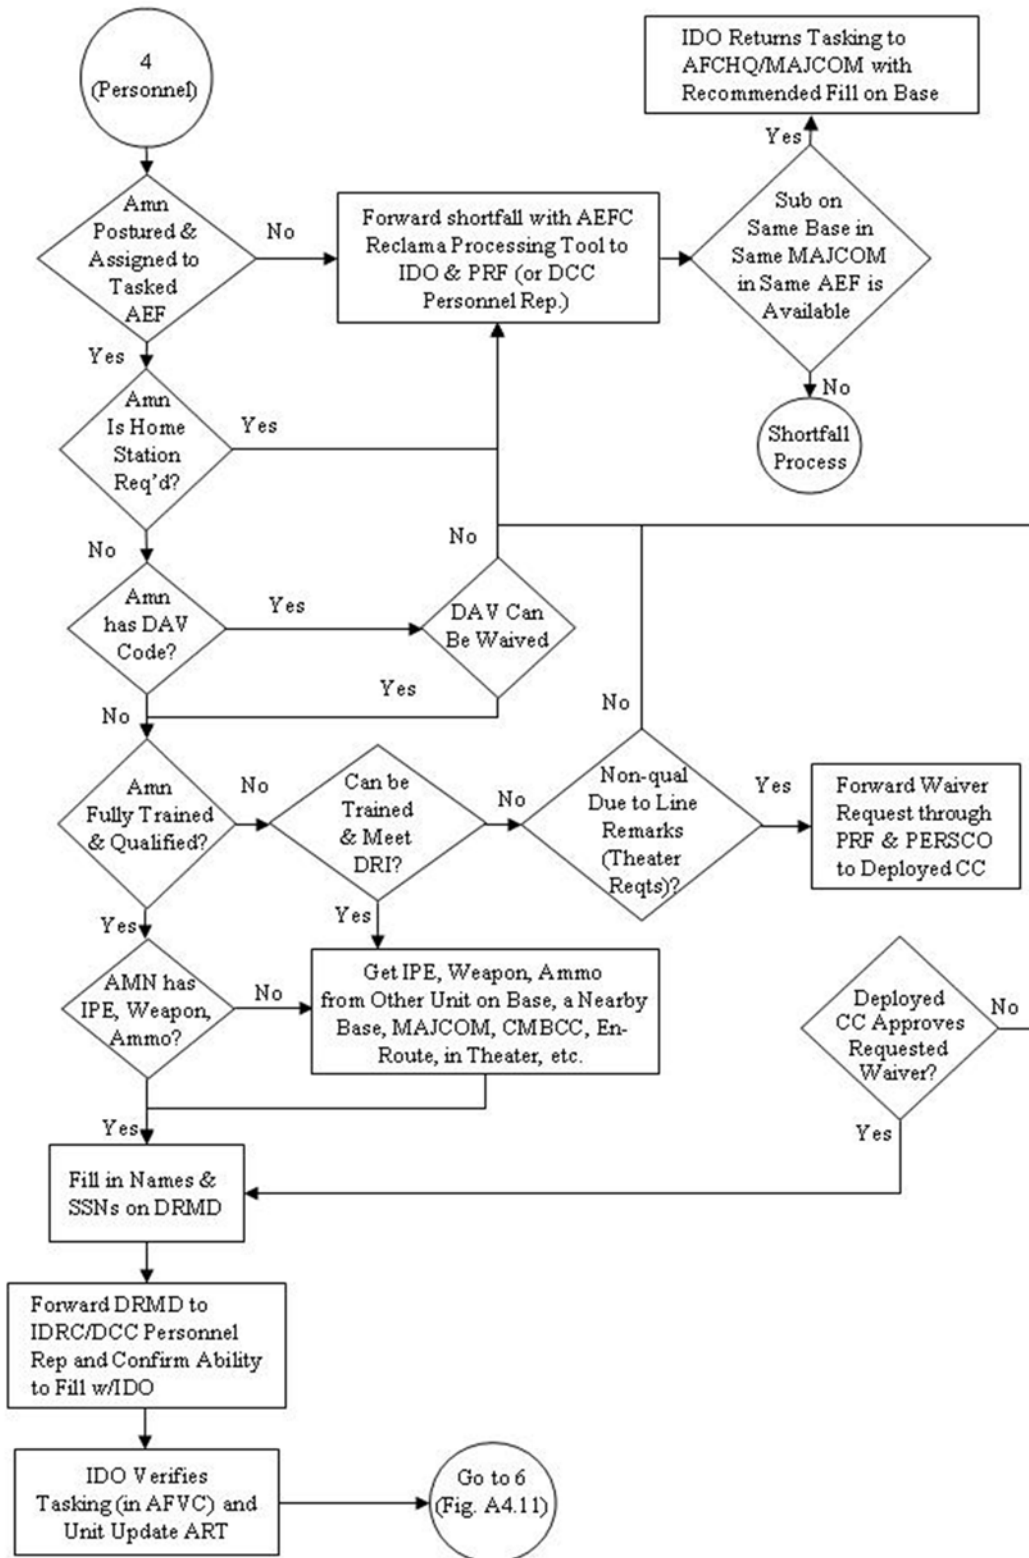 4
(Personnel)
IDO Returns Tasking to
AFCHQ/MAJCOM with
Recommended Fill on Base
Yes
Amn
Postured &
Assigned to
Tasked
AEF
No
Forward shortfall with AEFC
Reclama Processing Tool to
IDO & PRF (or DCC
Personnel Rep.)
Sub on
Same Base in
Same MAJCOM
in Same AEF is
Available
Yes
No
Amn
Is Home
Station
Req'd?
Yes
Shortfall
Process
No
No
Amn
has DAV
Code?
Yes
DAV Can
Be Waived
Yes
No
No
Amn
Fully Trained
& Qualified?
No
Can be
Trained
& Meet
DRI?
No
Non-qual
Due to Line
Remarks
(Theater
Reqts)?
Yes
Forward Waiver
Request through
PRF & PERSCO
to Deployed CC
Yes
Yes
AMN has
IPE, Weapon,
Ammo?
No
Get IPE, Weapon, Ammo
from Other Unit on Base, a Nearby
Base, MAJCOM, CMBCC, En-
Route, in Theater, etc.
Deployed
CC Approves
Requested
Waiver?
No
Yes
Yes
Fill in Names &
SSNs on DRMD
Forward DRMD to
IDRC/DCC Personnel
Rep and Confirm Ability
to Fill w/IDO
IDO Verifies
Tasking (in AFVC) and
Unit Update ART
Go to 6
(Fig. A4.11)